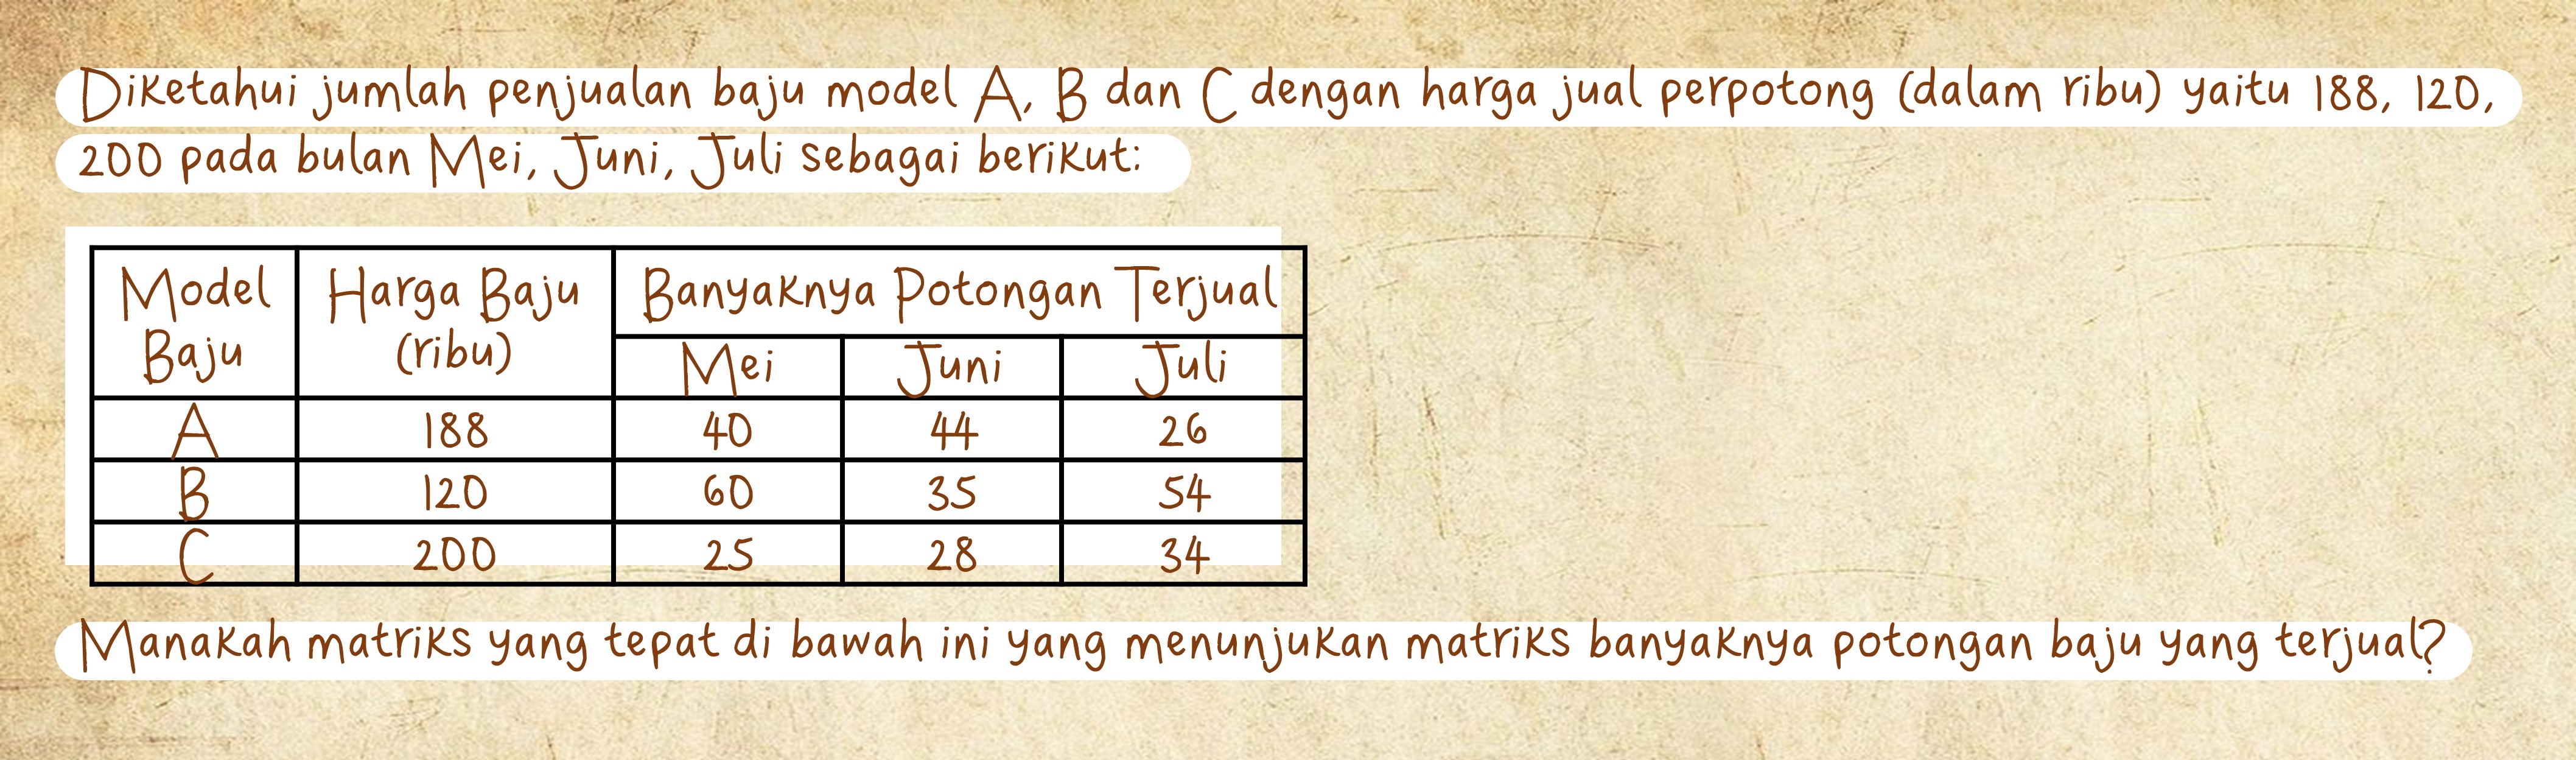 Diketahui jumlah penjualan baju model A, B dan C dengan harga jual perpotong (dalam ribu) yaitu 188, 120,
200 pada bulan Mei, Juni, Juli sebagai berikut:
Model Baju Harga Baju (ribu) Banyaknya Potongan Terjual
Mei Juni Juli
A 188 40 44 26
B 120 60 35 54
C 200 25 28 34
Manakah matriks yang tepat di bawah ini yang menunjukan matriks banyaknya potongan baju yang terjual?